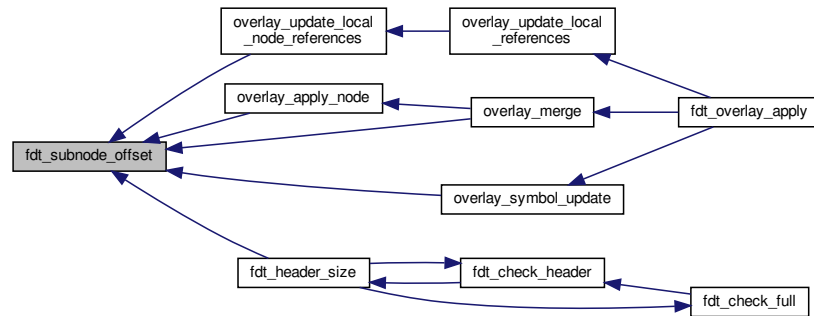 overlay_update_local
_node_references
overlay_update_local
_references
overlay_apply_node
overlay_merge
fdt_overlay_apply
fdt_subnode_offset
overlay_symbol_update
fdt_header_size
fdt_check_header
fdt_check_full